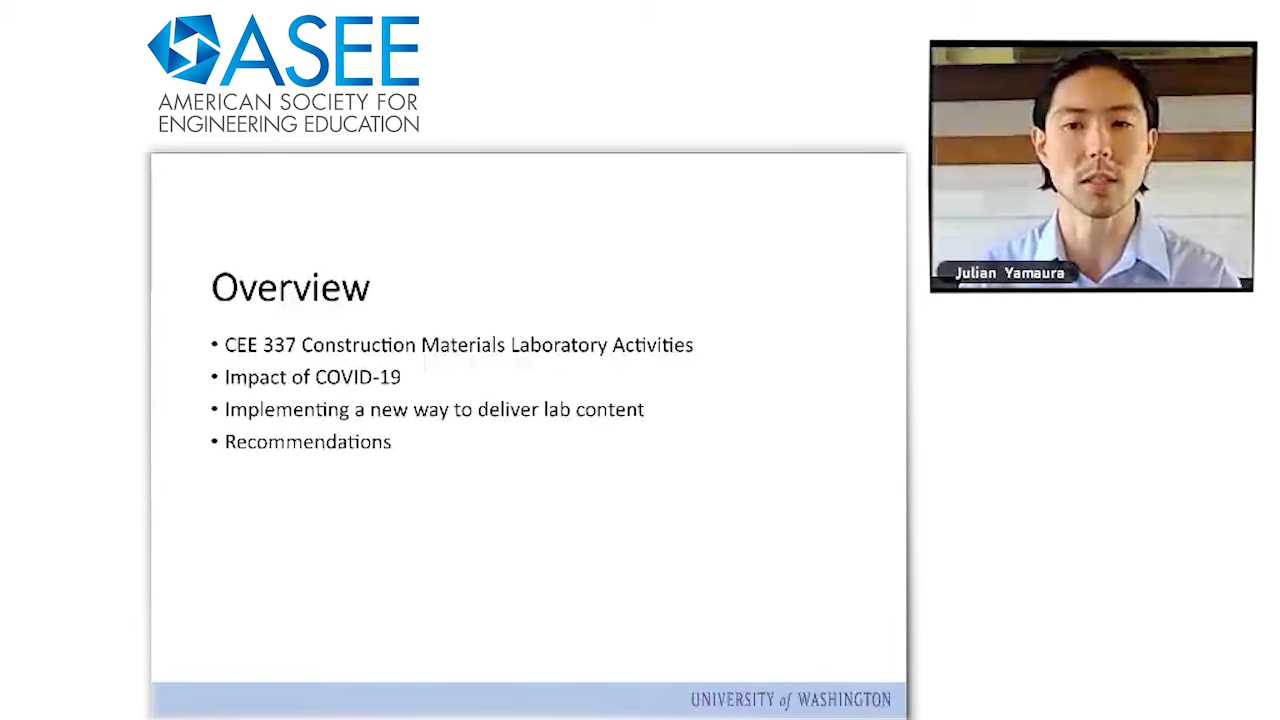 ASEE
AMERICAN SOCIETY FOR
ENGINEERING EDUCATION
Julian Yamaura
Overview
• CEE 337 Construction Materials Laboratory Activities
• Impact of COVID-19
• Implementing a new way to deliver lab content
• Recommendations
UNIVERSITY of WASHINGTON